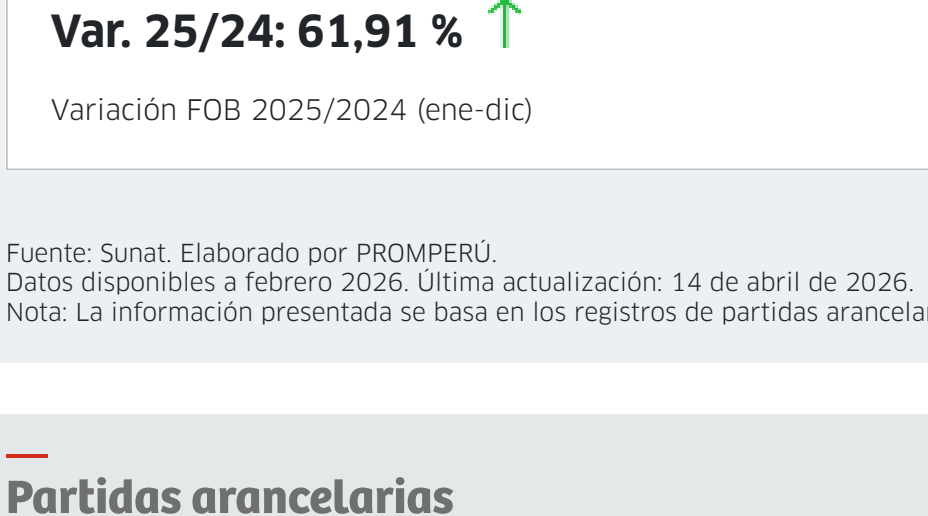 Var. 25/24: 61,91 %
Variación FOB 2025/2024 (ene-dic)
Fuente: Sunat. Elaborado por PROMPERÚ.
Datos disponibles a febrero 2026. Última actualización: 14 de abril de 2026.
Nota: La información presentada se basa en los registros de partidas
Partidas arancelarias